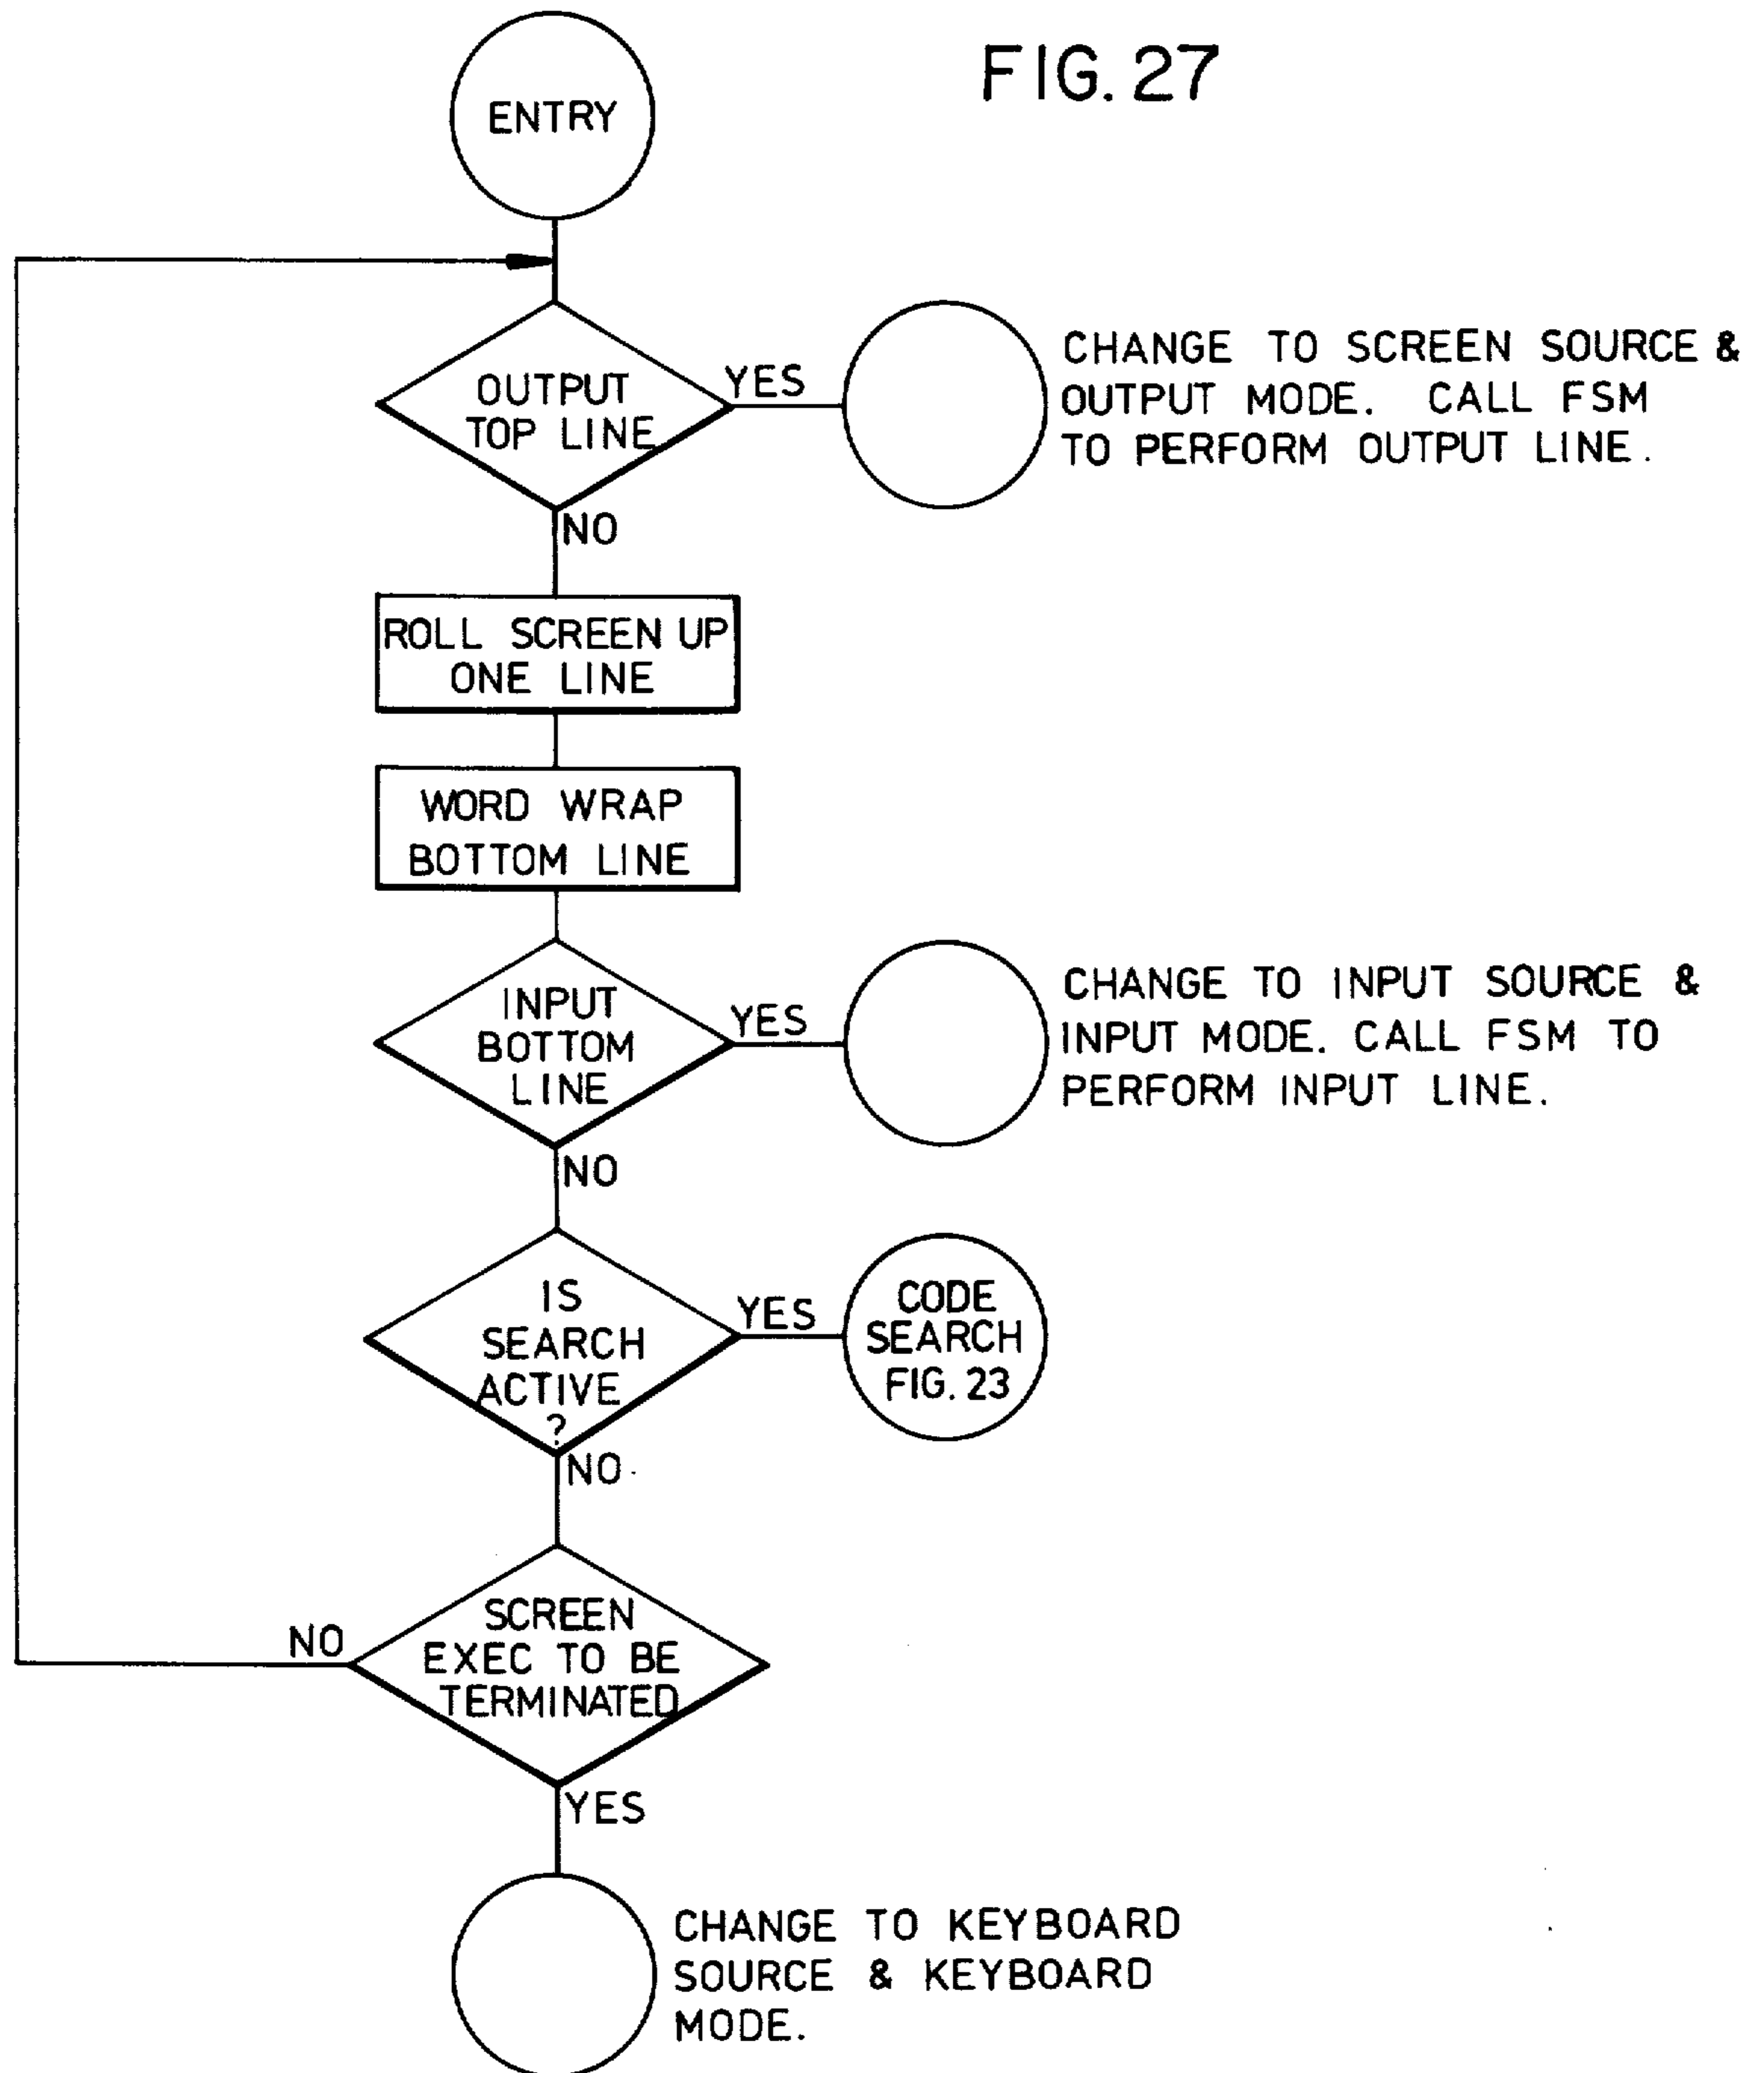 FIG. 27
ENTRY
OUTPUT
TOP LINE
YES
CHANGE TO SCREEN SOURCE &
OUTPUT MODE. CALL FSM
TO PERFORM OUTPUT LINE.
NO
ROLL SCREEN UP
ONE LINE
WORD WRAP
BOTTOM LINE
INPUT
BOTTOM
LINE
YES
CHANGE TO INPUT SOURCE &
INPUT MODE. CALL FSM TO
PERFORM INPUT LINE.
NO
IS
SEARCH
ACTIVE
?
YES
CODE
SEARCH
FIG. 23
NO
SCREEN
EXEC TO BE
TERMINATED
NO
YES
CHANGE TO KEYBOARD
SOURCE & KEYBOARD
MODE.